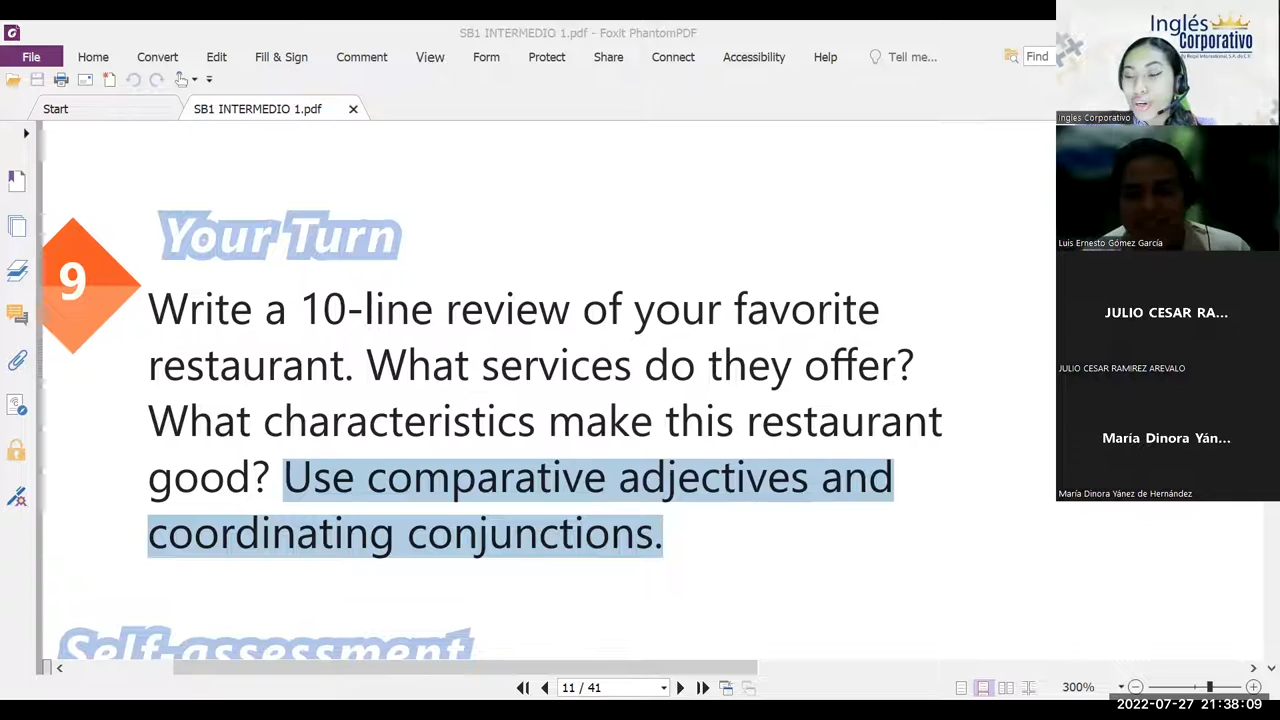 SB1 INTERMEDIO 1.pdf - Foxit PhantomPDF
File Home Convert Edit Fill & Sign Comment View Form Protect Share Connect Accessibility Help Tell me... Find
Start SB1 INTERMEDIO 1.pdf
Your Turn
9
Write a 10-line review of your favorite
restaurant. What services do they offer?
What characteristics make this restaurant
good? Use comparative adjectives and
coordinating conjunctions.
Self-assessment
11 / 41
300%
Inglés
Corporativo
Ingles Corporativo
Luis Ernesto Gómez García
JULIO CESAR RA...
JULIO CESAR RAMIREZ AREVALO
María Dinora Yán...
María Dinora Yánez de Hernández
2022-07-27 21:38:09